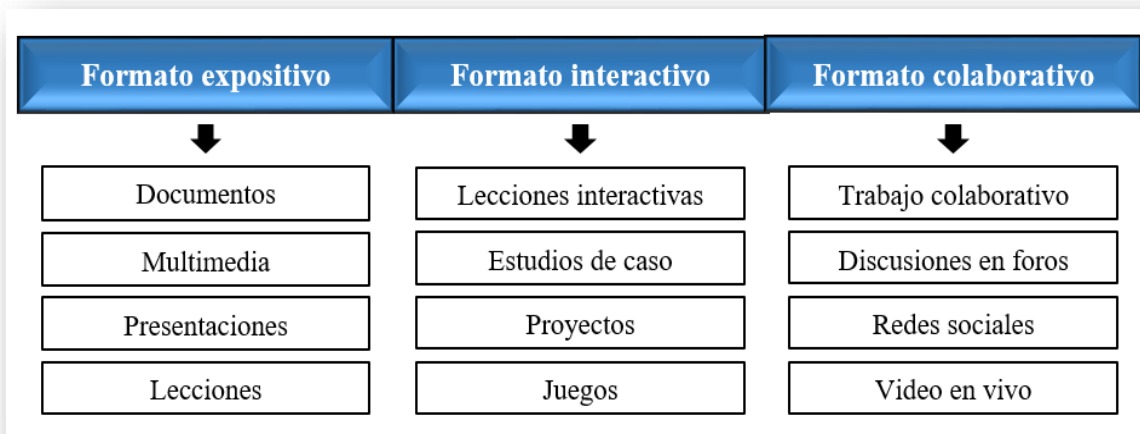 Formato expositivo
Formato interactivo
Formato colaborativo
Documentos
Lecciones interactivas
Trabajo colaborativo
Multimedia
Estudios de caso
Discusiones en foros
Presentaciones
Proyectos
Redes sociales
Lecciones
Juegos
Video en vivo